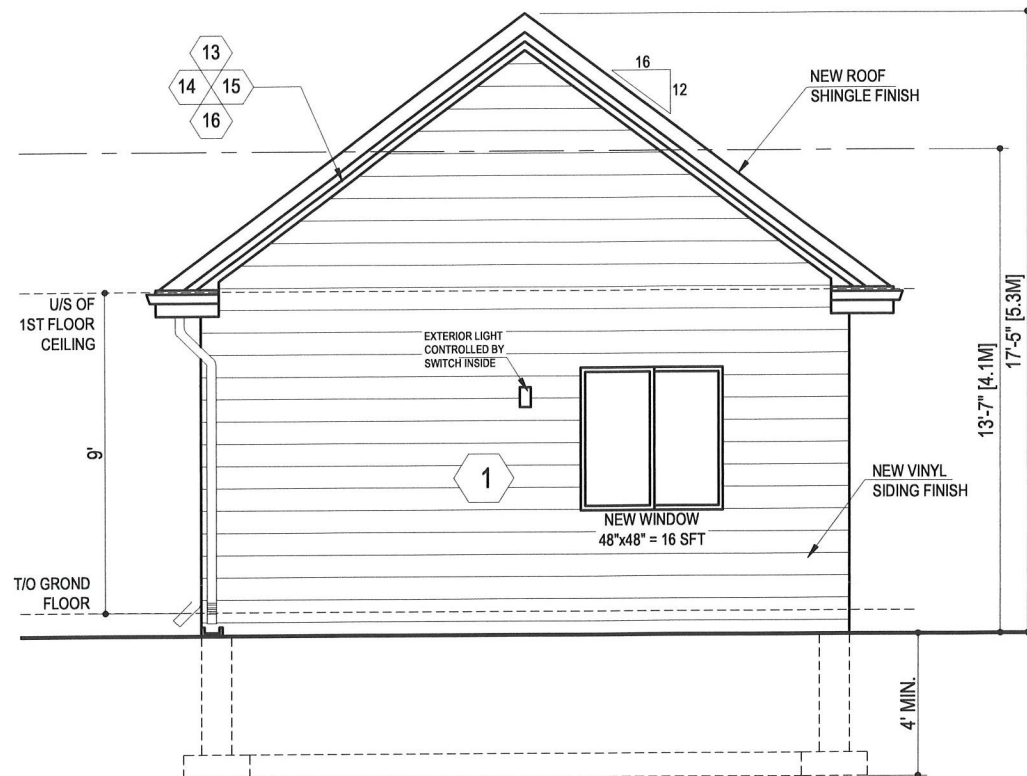 13
14
15
16
16
12
NEW ROOF
SHINGLE FINISH
U/S OF
1ST FLOOR
CEILING
EXTERIOR LIGHT
CONTROLLED BY
SWITCH INSIDE
17'-5" [5.3M]
13'-7" [4.1M]
9'
1
NEW VINYL
SIDING FINISH
NEW WINDOW
48"x48" = 16 SFT
T/O GROND
FLOOR
4' MIN.